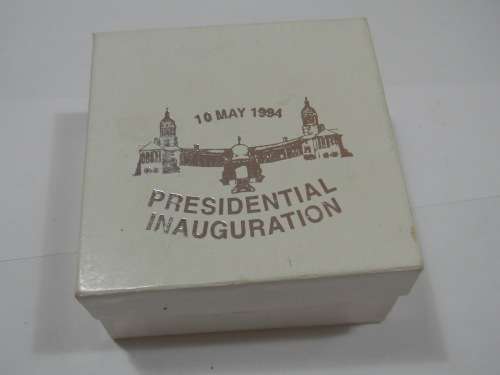 10 MAY 1994
PRESIDENTIAL
INAUGURATION